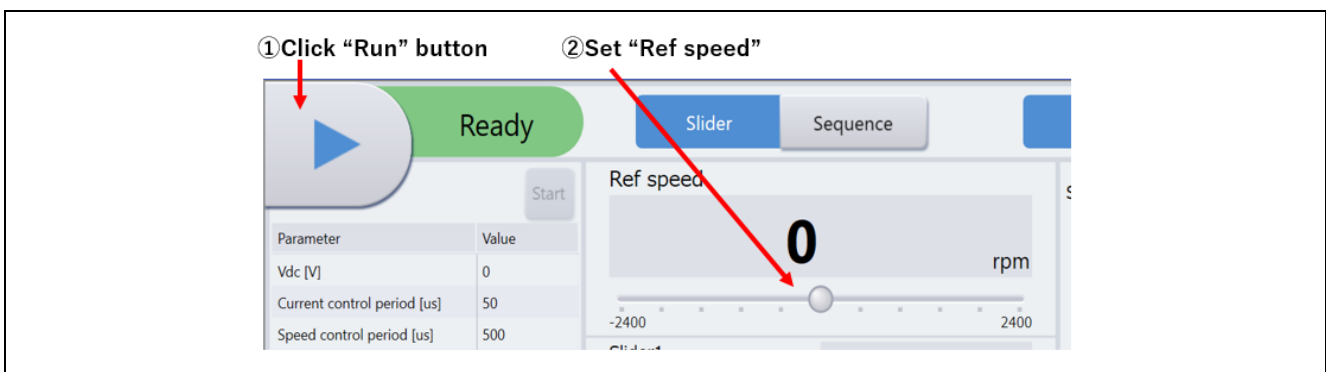 ①Click “Run” button
②Set “Ref speed”
Ready
Slider
Sequence
Start
Ref speed
0
rpm
-2400
2400
Parameter Value
Vdc [V] 0
Current control period [us] 50
Speed control period [us] 500